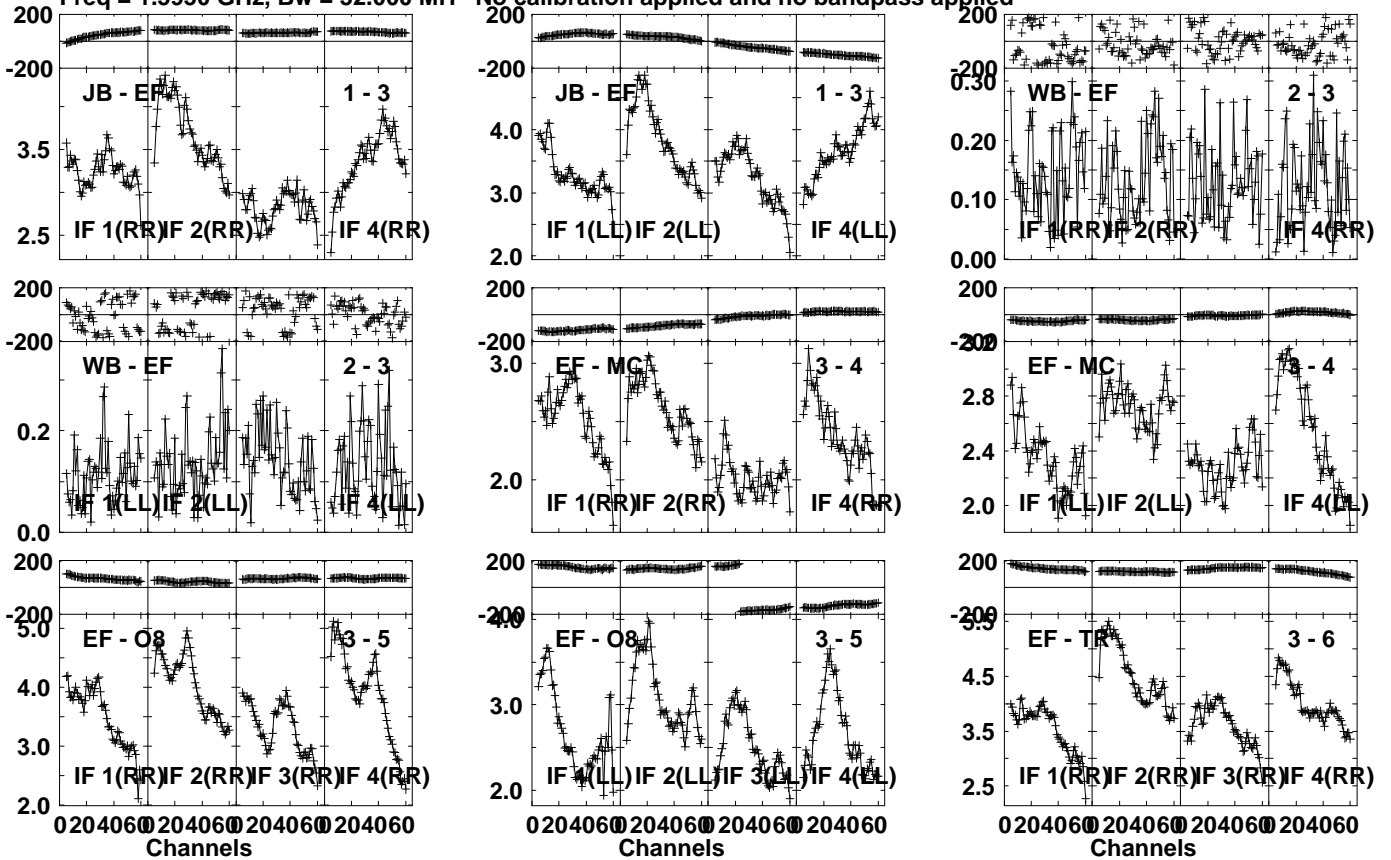 Freq = 1.5950 GHz, Bw = 32.000 MH No calibration applied and no bandpass applied
200
-200
JB - EF 1 - 3
3.5
2.5
IF 1(RR) IF 2(RR) IF 4(RR)
200
-200
JB - EF 1 - 3
4.0
3.0
2.0
IF 1(LL) IF 2(LL) IF 4(LL)
200
-200
0.30
WB - EF 2 - 3
0.20
0.10
0.00
IF 1(RR) IF 2(RR) IF 4(RR)
200
-200
WB - EF 2 - 3
0.2
0.0
IF 1(LL) IF 2(LL) IF 4(LL)
200
-200
3.0
EF - MC 3 - 4
2.0
IF 1(RR) IF 2(RR) IF 4(RR)
200
-200
3.2
EF - MC 3 - 4
2.8
2.4
2.0
IF 1(LL) IF 2(LL) IF 4(LL)
200
-200
5.0
EF - O8 3 - 5
4.0
3.0
2.0
IF 1(RR) IF 2(RR) IF 3(RR) IF 4(RR)
0 20 40 60 0 20 40 60 0 20 40 60 0 20 40 60
Channels
200
-200
4.0
EF - O8 3 - 5
3.0
2.0
IF 1(LL) IF 2(LL) IF 3(LL) IF 4(LL)
0 20 40 60 0 20 40 60 0 20 40 60 0 20 40 60
Channels
200
-200
5.5
EF - TR 3 - 6
4.5
3.5
2.5
IF 1(RR) IF 2(RR) IF 3(RR) IF 4(RR)
0 20 40 60 0 20 40 60 0 20 40 60 0 20 40 60
Channels